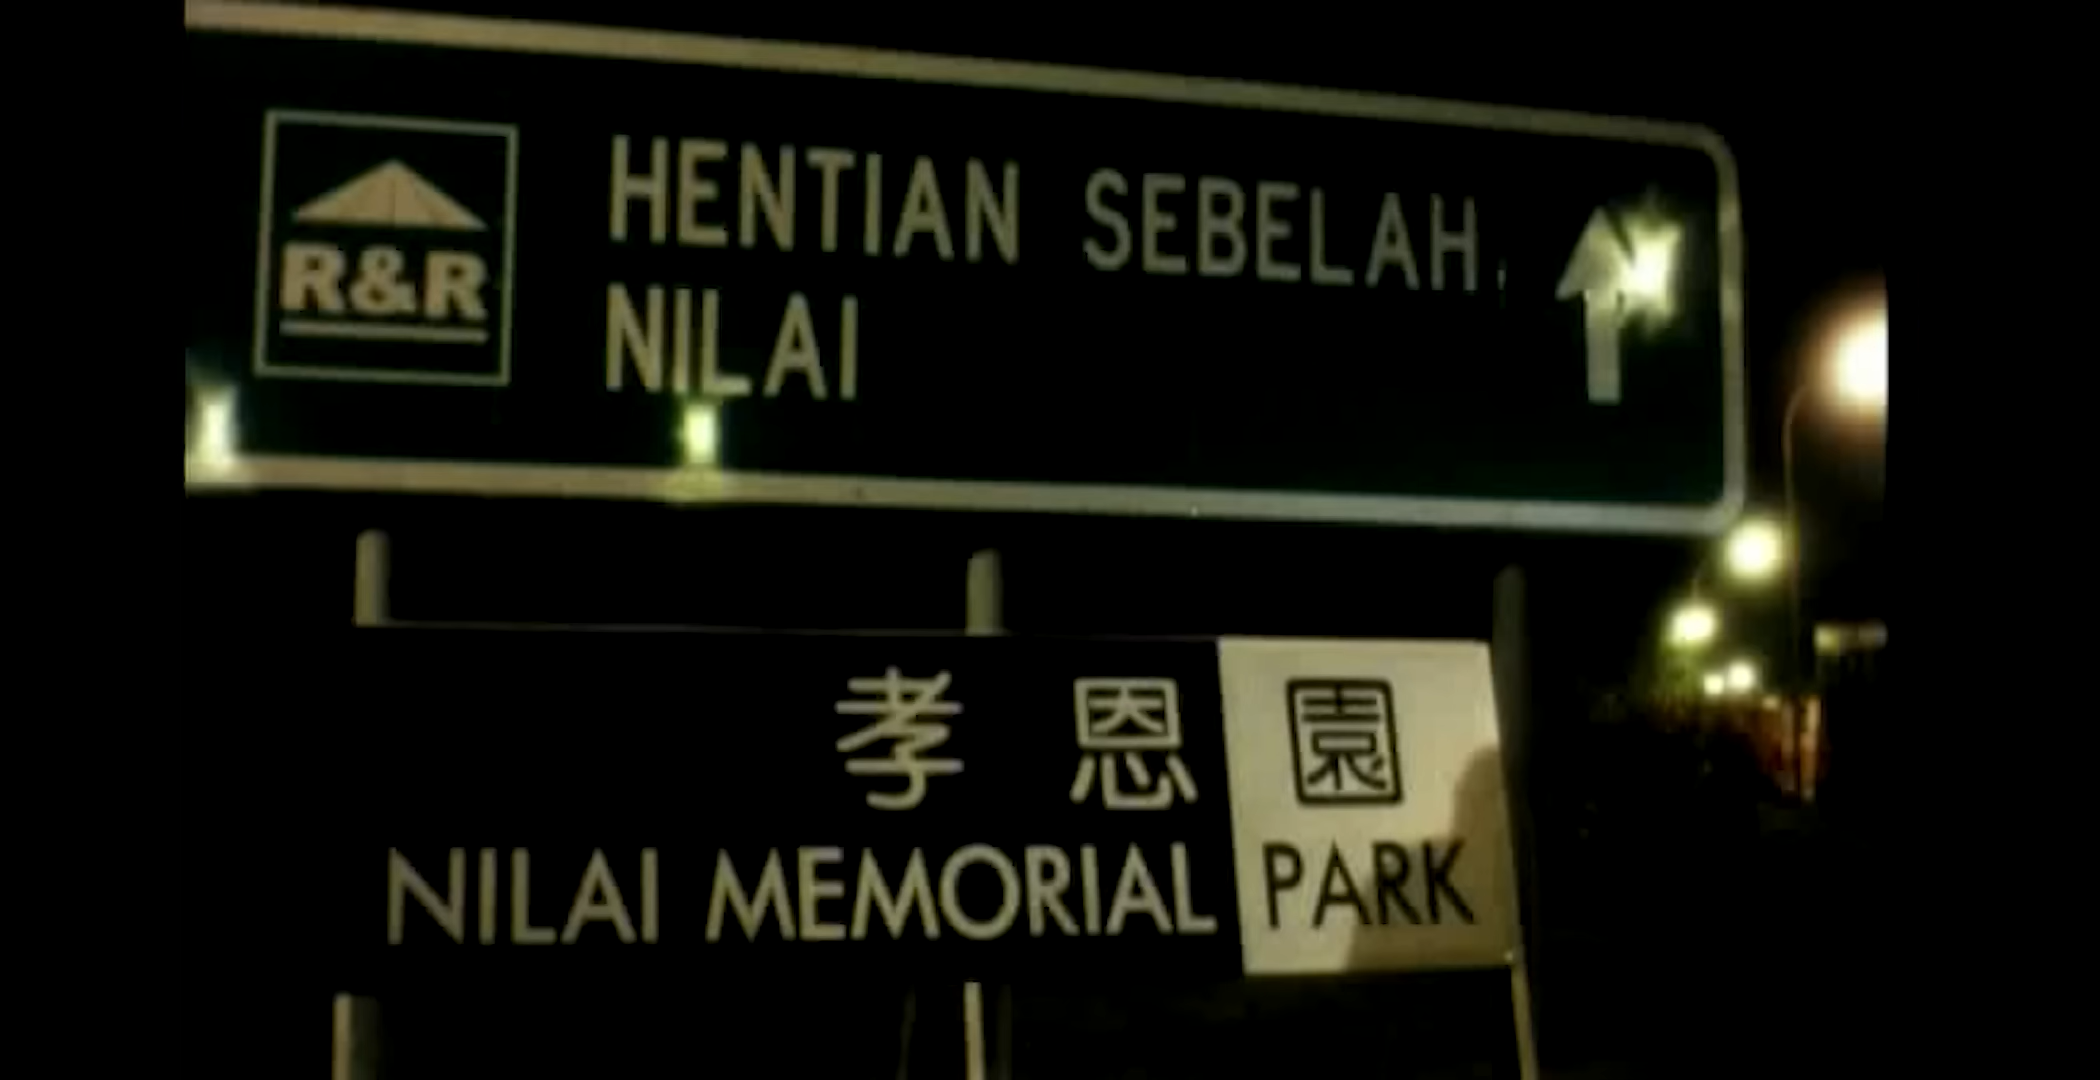 R&R
HENTIAN SEBELAH
NILAI
孝恩園
NILAI MEMORIAL PARK